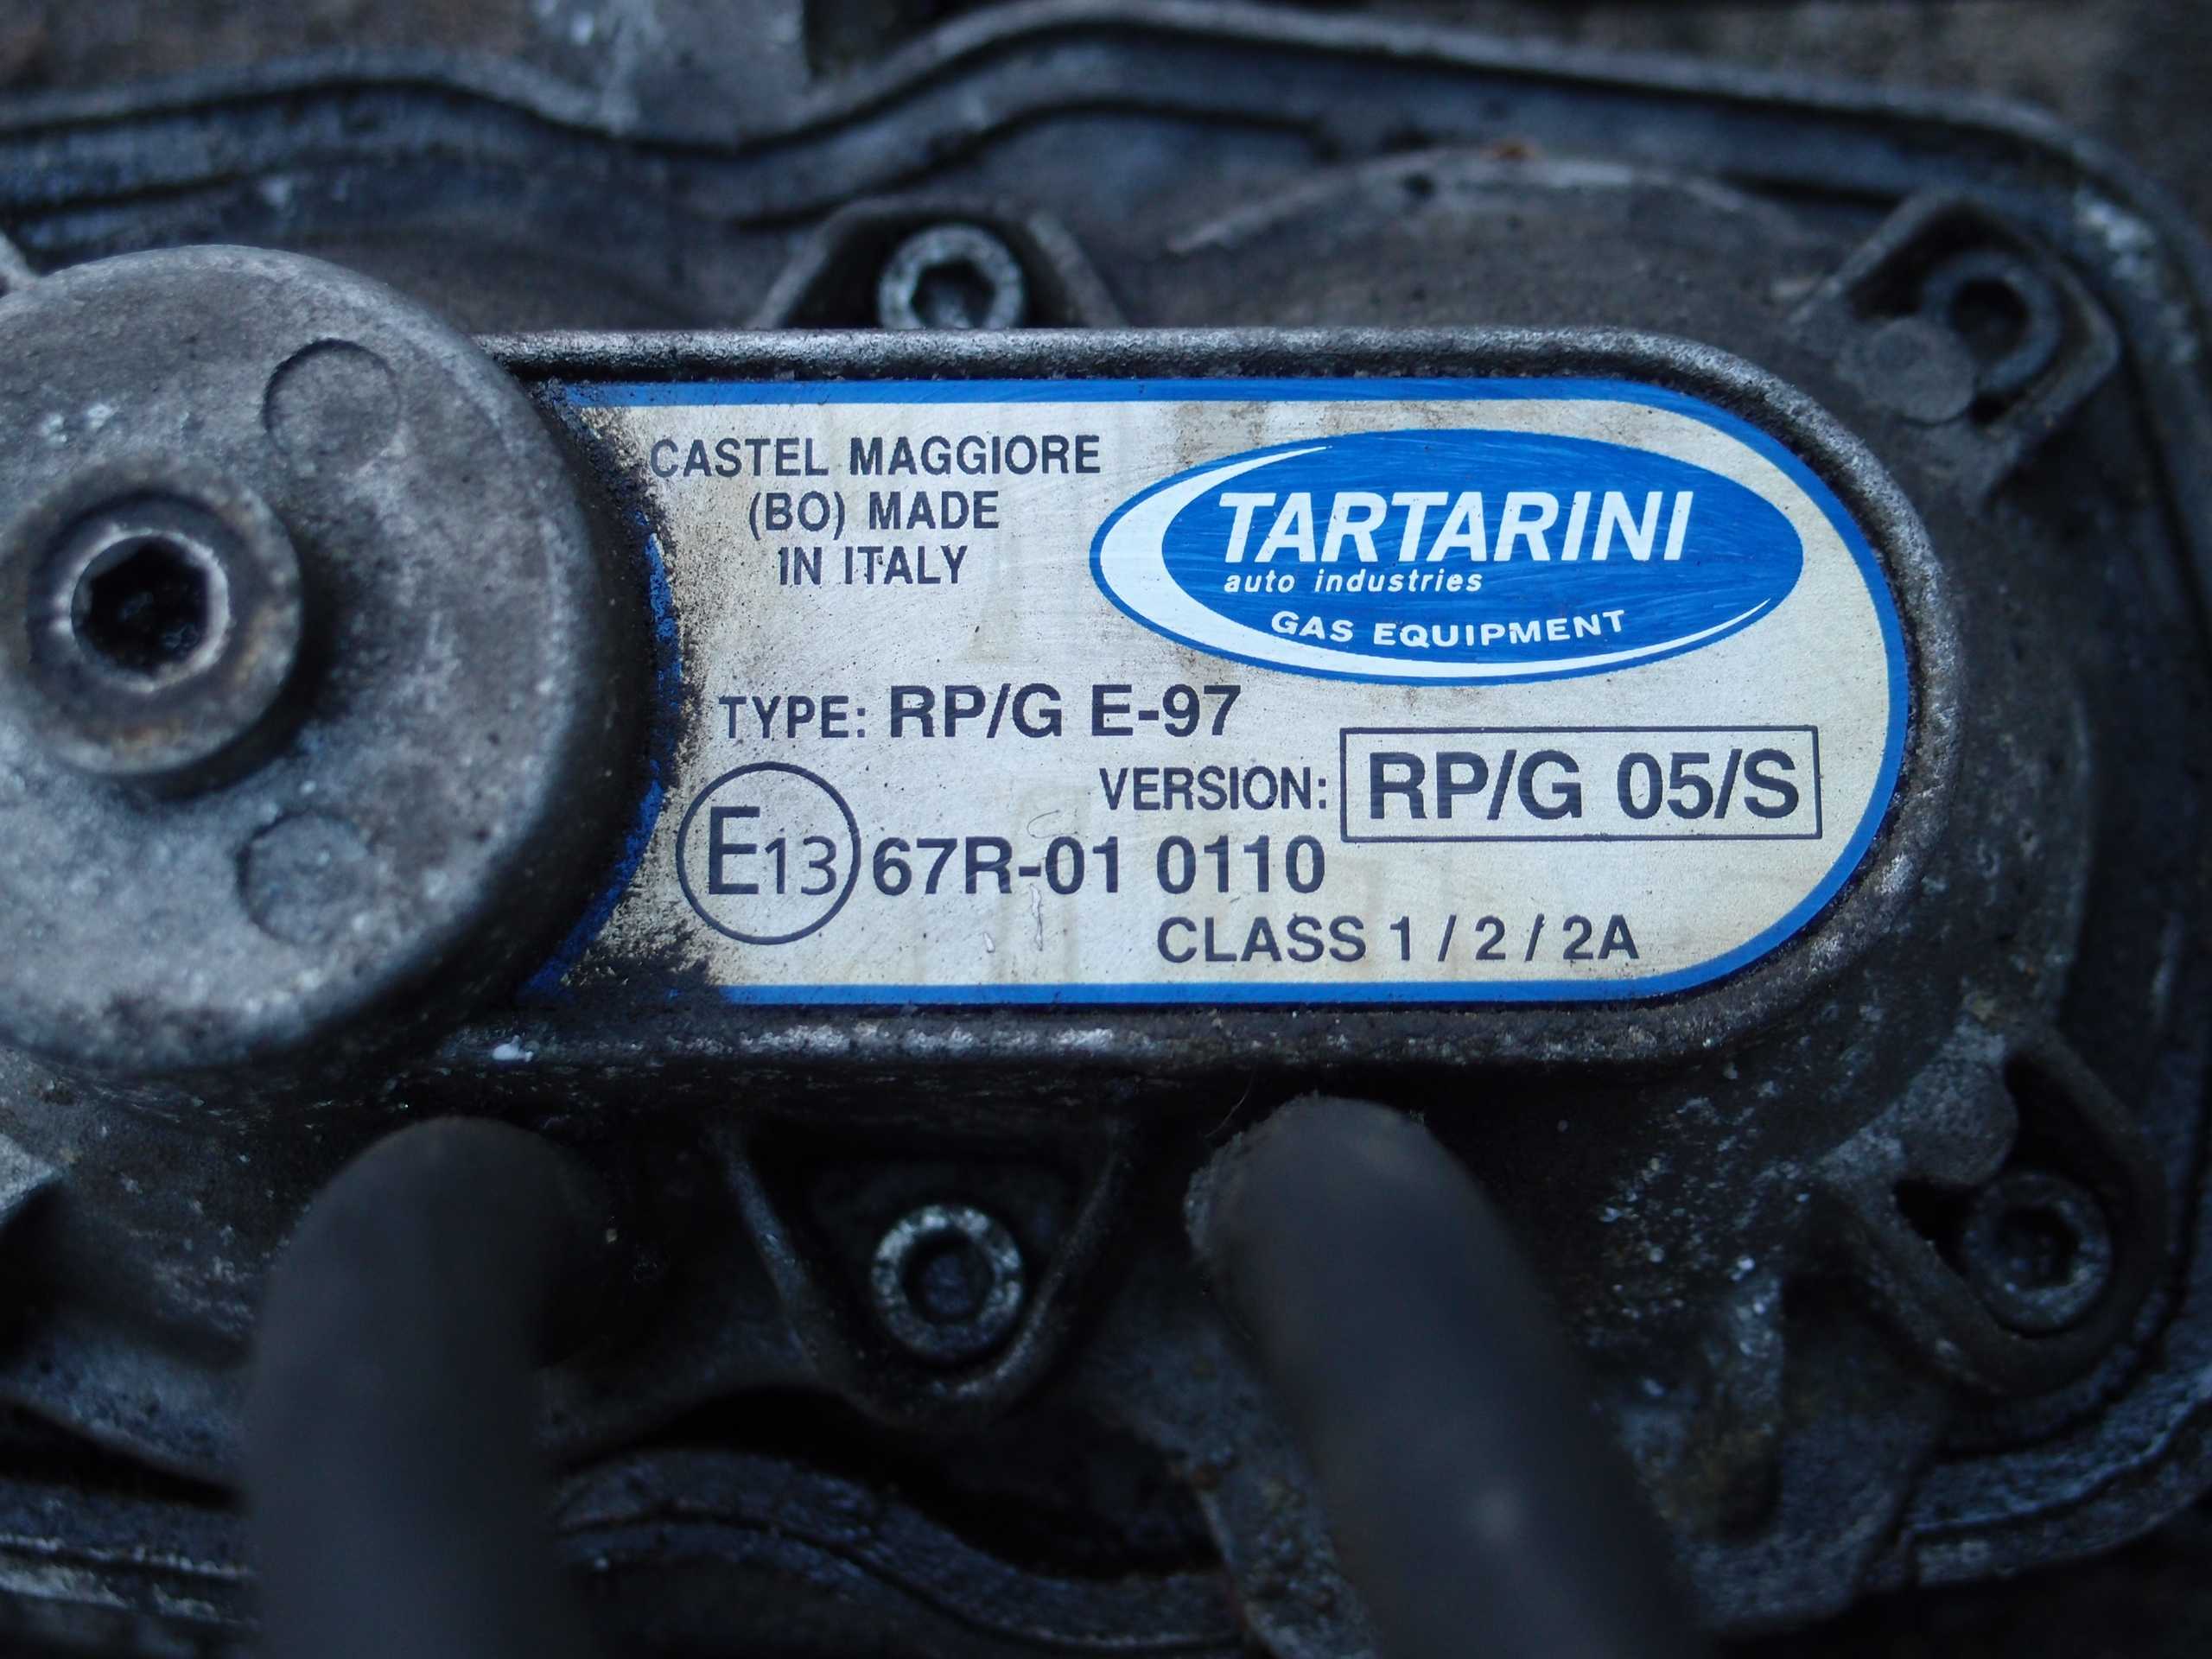 CASTEL MAGGIORE
(BO) MADE
IN ITALY
TARTARINI
auto industries
GAS EQUIPMENT
TYPE: RP/G E-97
VERSION: RP/G 05/S
E13 67R-01 0110
CLASS 1 / 2 / 2A